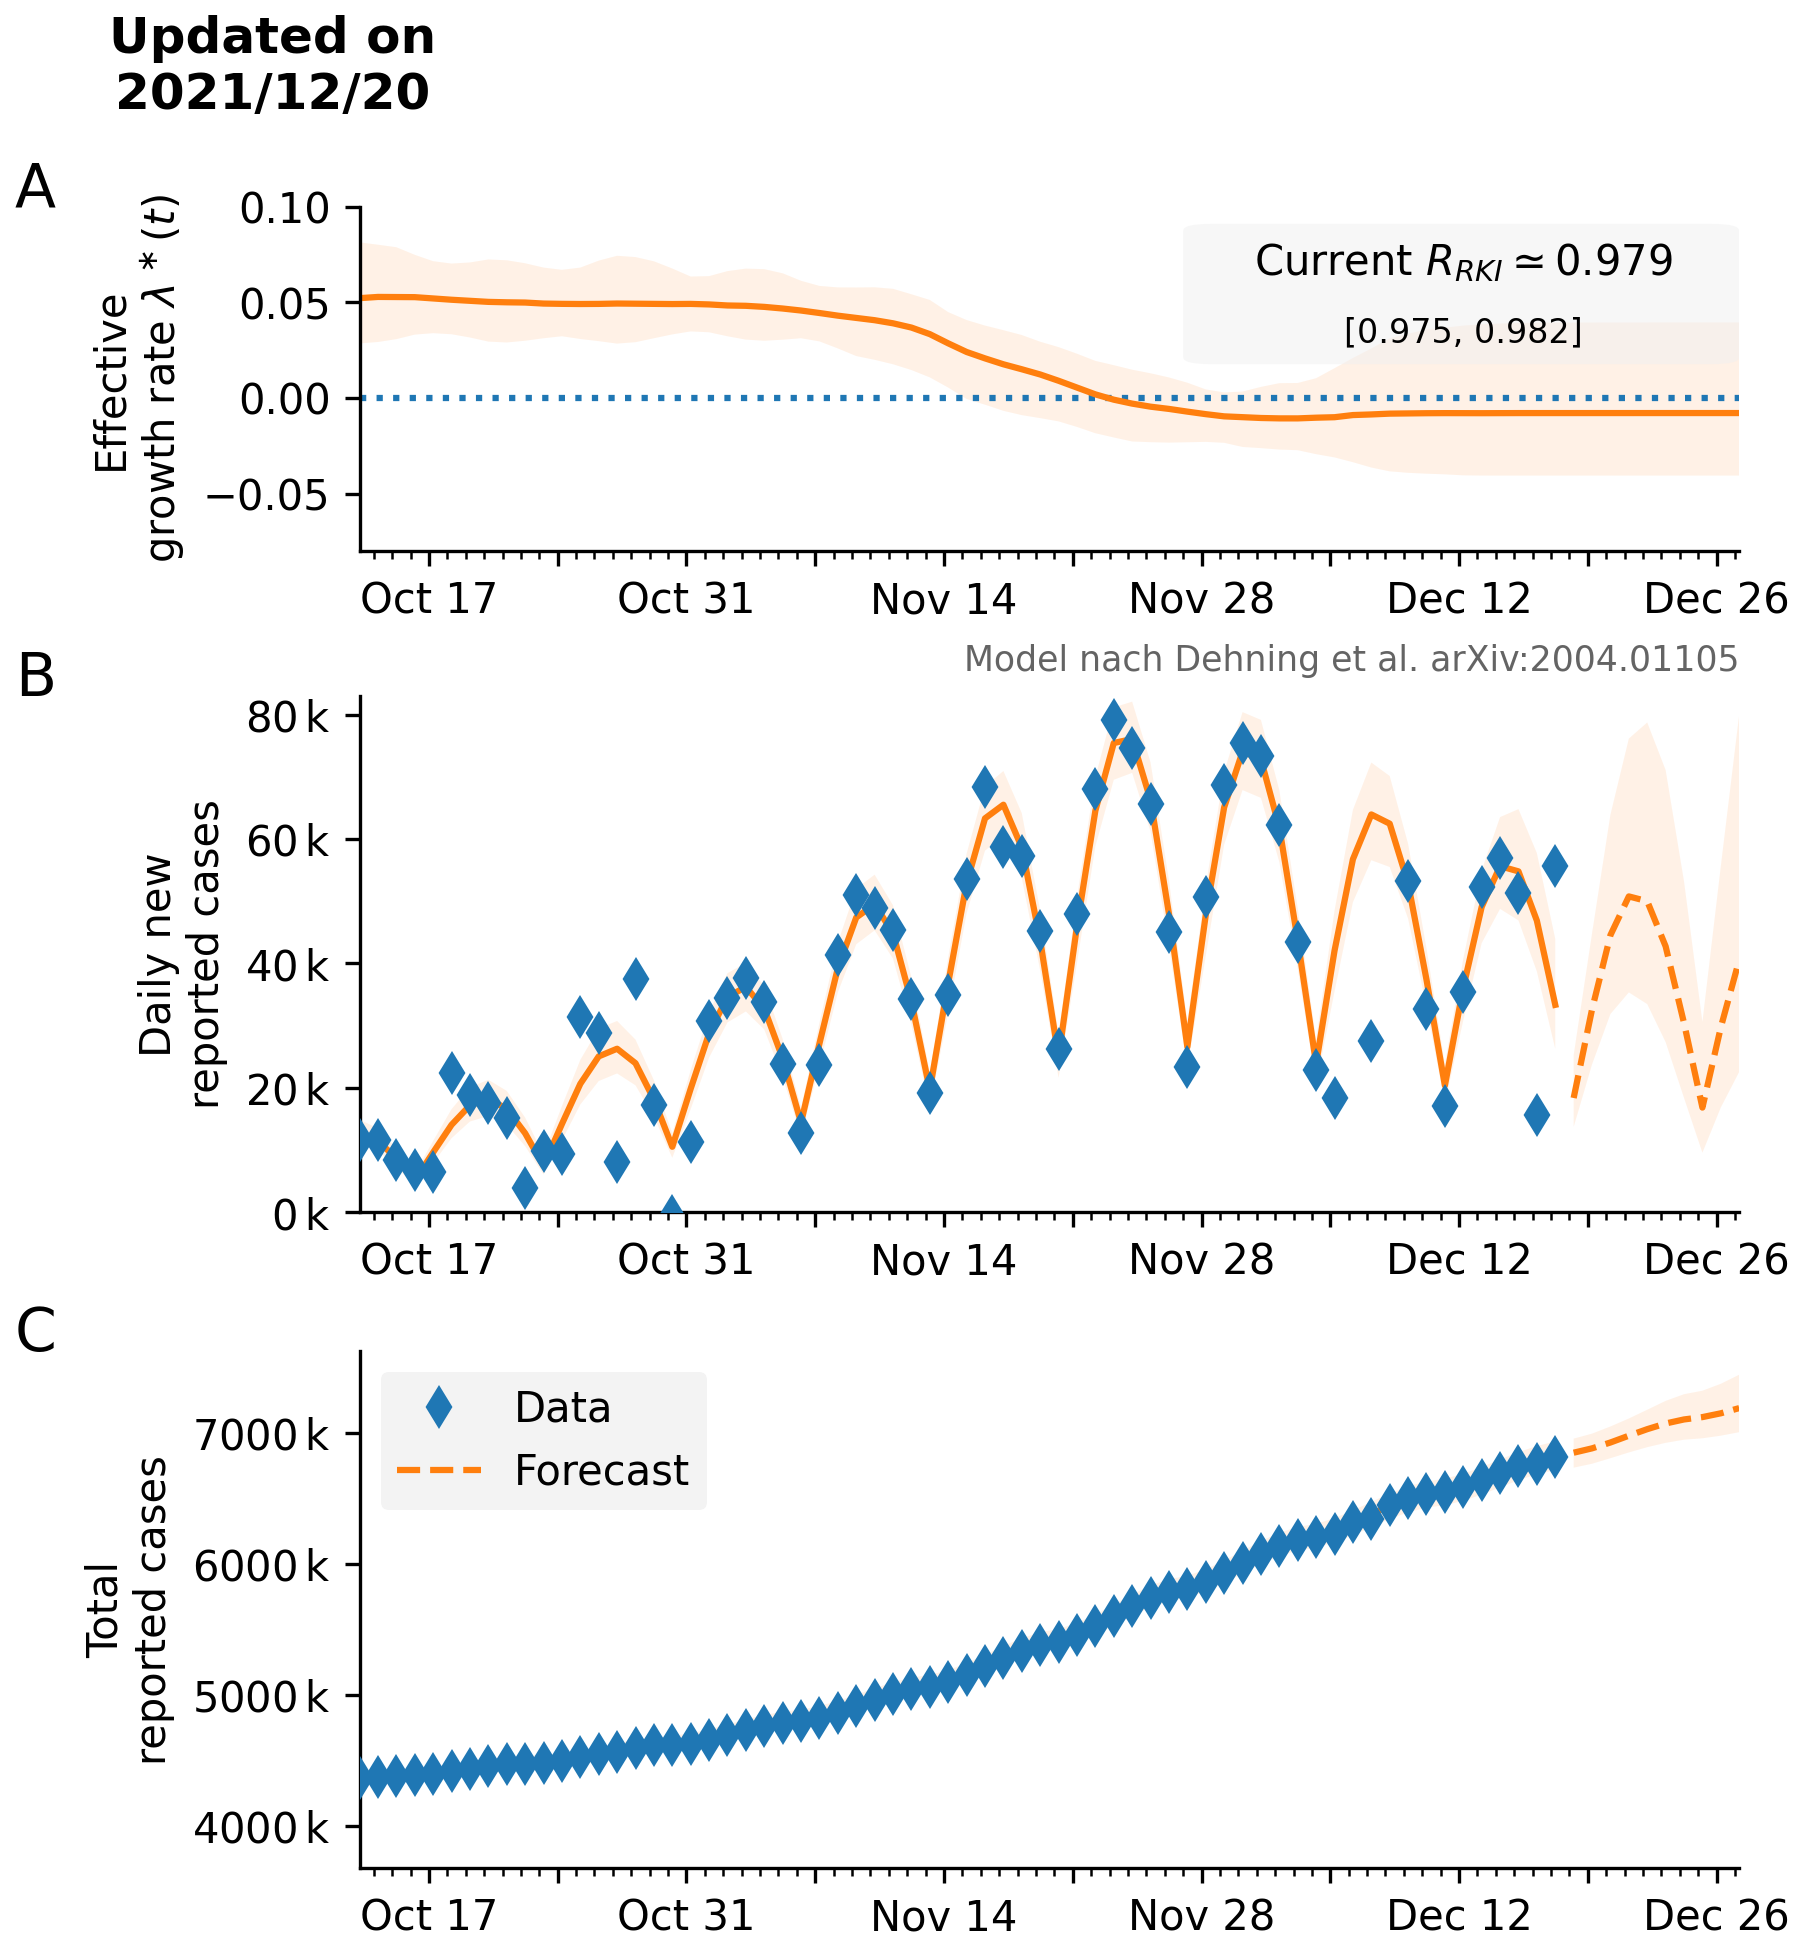 Updated on
2021/12/20
A
Effective
growth rate λ * (t)
0.10
0.05
0.00
−0.05
Current R_RKI ≃ 0.979
[0.975, 0.982]
Oct 17 Oct 31 Nov 14 Nov 28 Dec 12 Dec 26
Model nach Dehning et al. arXiv:2004.01105
B
Daily new
reported cases
80 k
60 k
40 k
20 k
0 k
Oct 17 Oct 31 Nov 14 Nov 28 Dec 12 Dec 26
C
Total
reported cases
7000 k
6000 k
5000 k
4000 k
Data
Forecast
Oct 17 Oct 31 Nov 14 Nov 28 Dec 12 Dec 26